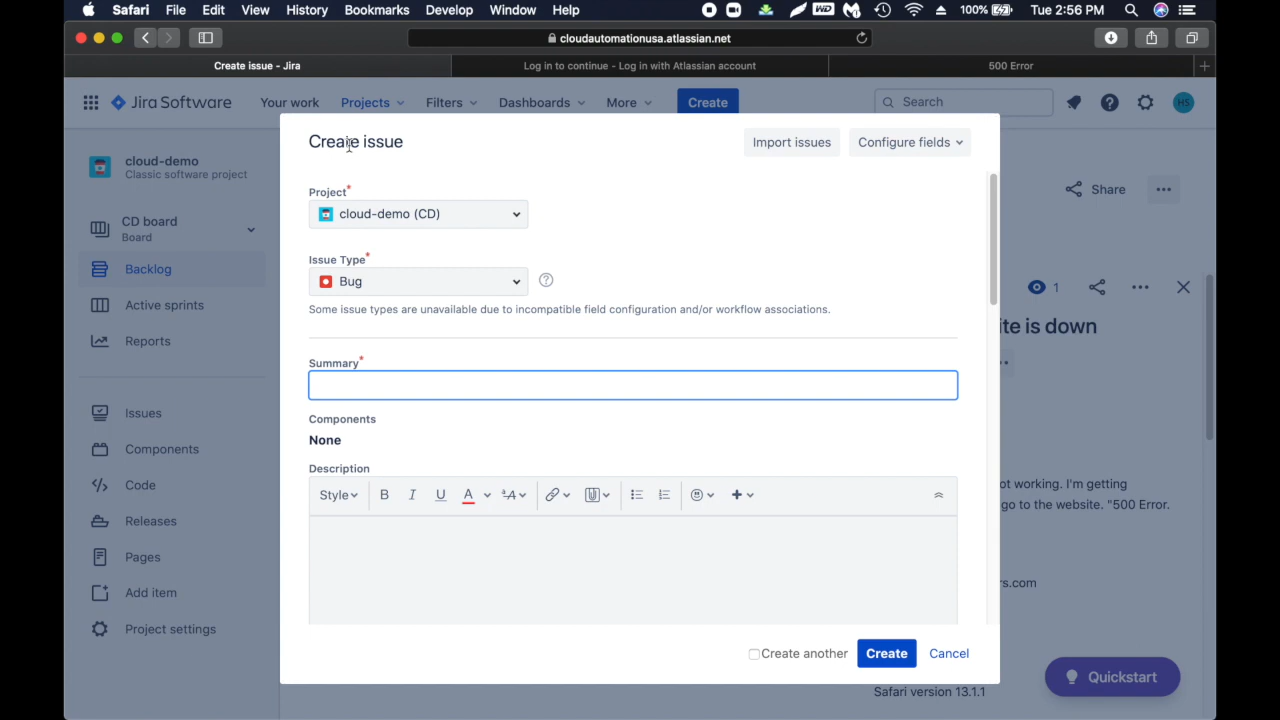 Safari File Edit View History Bookmarks Develop Window Help 100% Tue 2:56 PM
cloudautomationusa.atlassian.net
Create issue - Jira Log in to continue - Log in with Atlassian account 500 Error
Jira Software Your work Projects Filters Dashboards More Create Search HS
Create issue Import issues Configure fields
cloud-demo
Classic software project
Share
Project*
cloud-demo (CD)
CD board
Board
Issue Type*
Bug
Backlog
1
Some issue types are unavailable due to incompatible field configuration and/or workflow associations.
Active sprints
ite is down
Reports
Summary*
Components
None
Issues
Components
Description
Style B I U A
Code
ot working. I'm getting
go to the website. "500 Error.
Releases
Pages
Add item
s.com
Project settings
Create another Create Cancel
Quickstart
Safari version 13.1.1